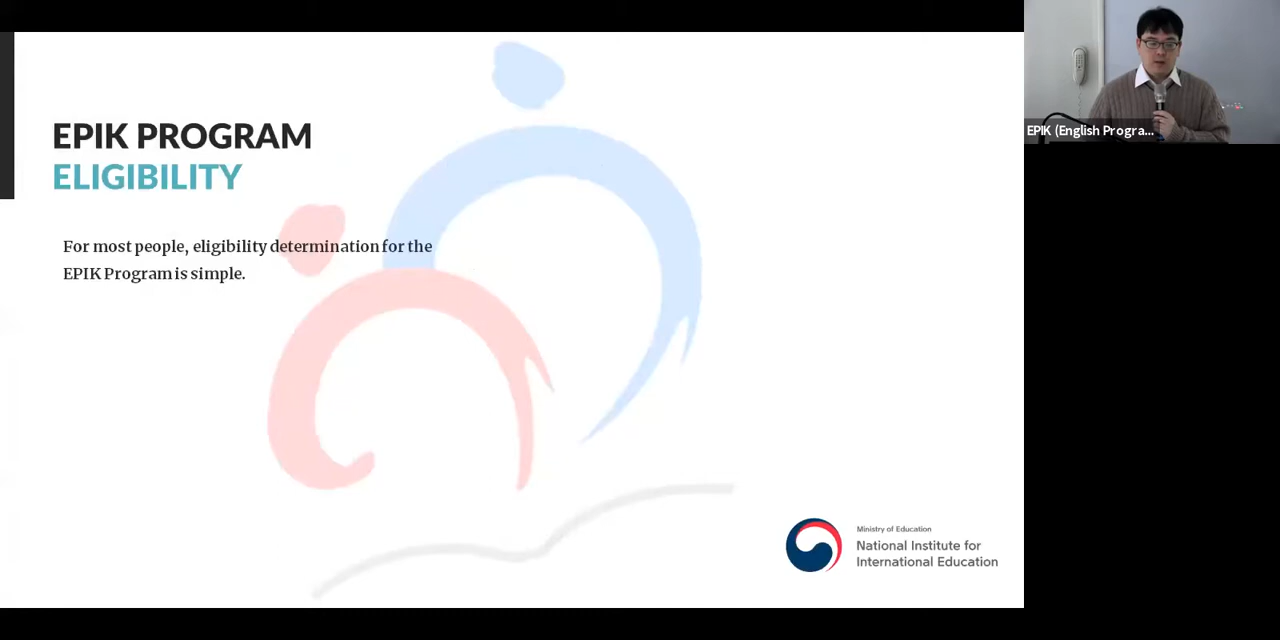 EPIK PROGRAM
ELIGIBILITY
For most people, eligibility determination for the
EPIK Program is simple.
Ministry of Education
National Institute for
International Education
EPIK (English Progra...